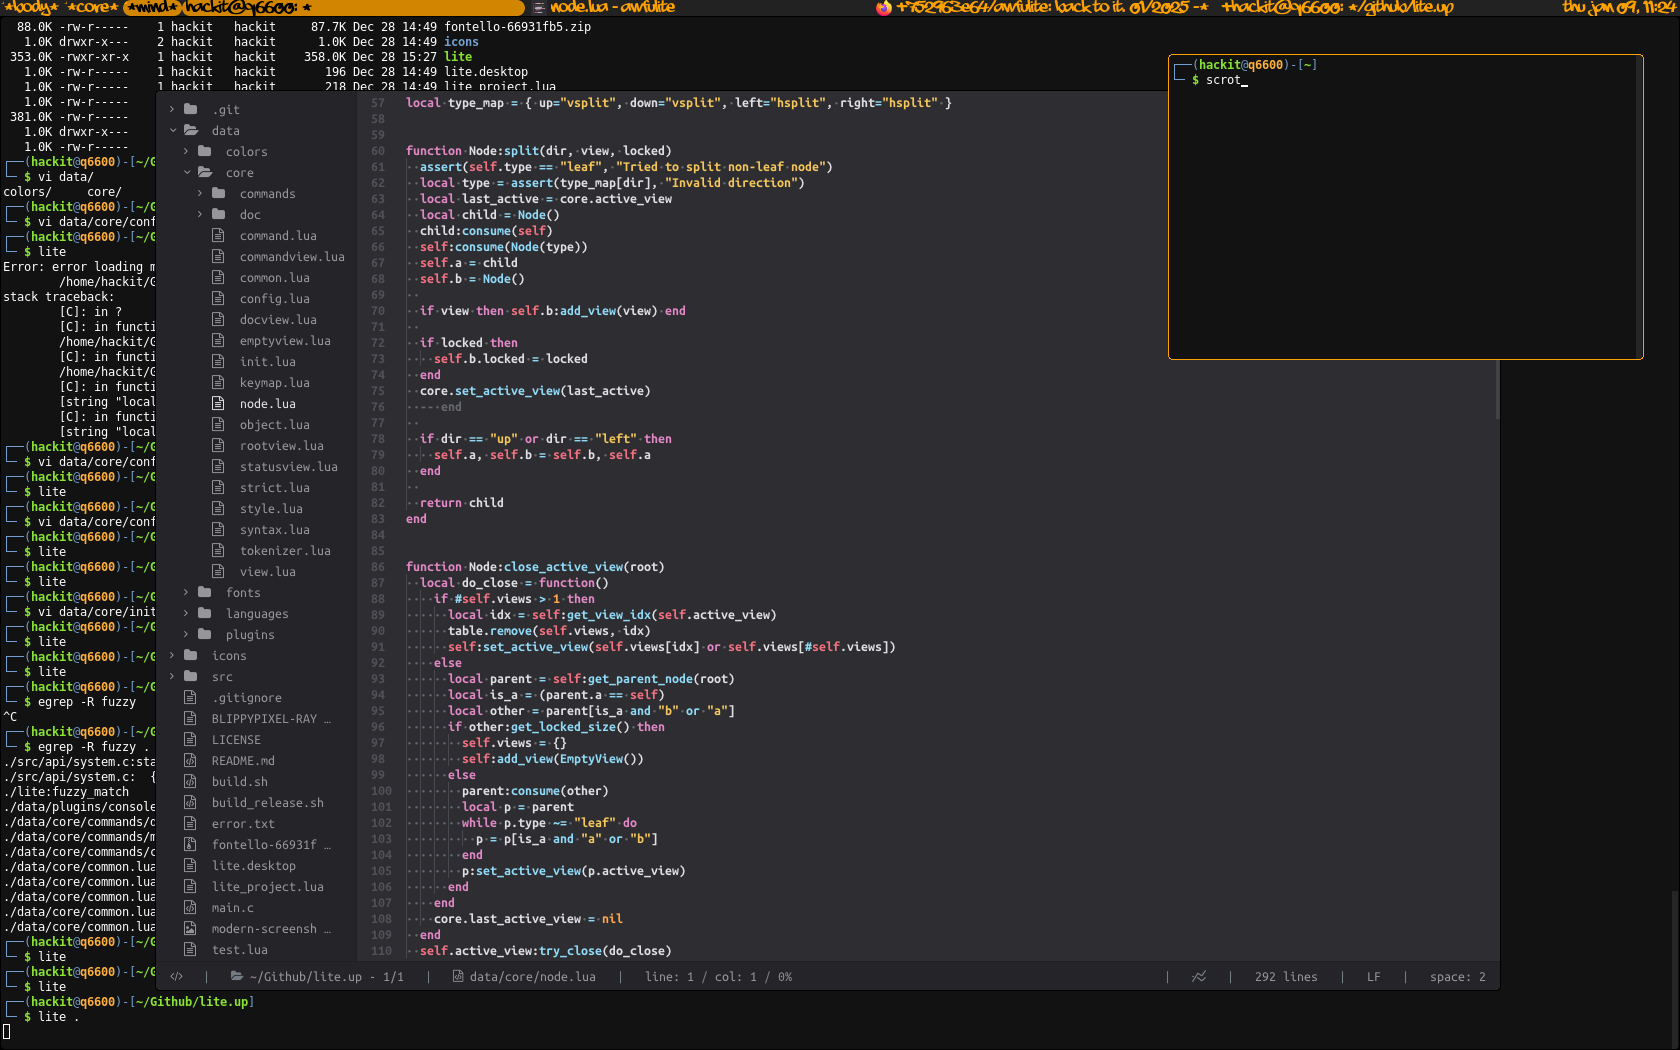 *body* *core* *mind* hackit@q6600: * node.lua - awfulite +752963e64/awfulite: back to it. 01/2025 -* +hackit@q6600: */github/lite.up thu jan 09, 11:24
88.0K -rw-r----- 1 hackit hackit 87.7K Dec 28 14:49 fontello-66931fb5.zip
1.0K drwxr-x--- 2 hackit hackit 1.0K Dec 28 14:49 icons
353.0K -rwxr-xr-x 1 hackit hackit 358.0K Dec 28 15:27 lite
1.0K -rw-r----- 1 hackit hackit 196 Dec 28 14:49 lite.desktop
1.0K -rw-r----- 1 hackit hackit 218 Dec 28 14:49 lite_project.lua
1.0K -rw-r-----
381.0K -rw-r-----
1.0K drwxr-x---
1.0K -rw-r-----
(hackit@q6600)-[~/G
$ vi data/
colors/ core/
(hackit@q6600)-[~/G
$ vi data/core/conf
(hackit@q6600)-[~/G
$ lite
Error: error loading m
/home/hackit/G
stack traceback:
[C]: in ?
[C]: in functi
/home/hackit/G
[C]: in functi
/home/hackit/G
[C]: in functi
[string "local
[C]: in functi
[string "local
(hackit@q6600)-[~/G
$ vi data/core/conf
(hackit@q6600)-[~/G
$ lite
(hackit@q6600)-[~/G
$ vi data/core/conf
(hackit@q6600)-[~/G
$ lite
(hackit@q6600)-[~/G
$ lite
(hackit@q6600)-[~/G
$ vi data/core/init
(hackit@q6600)-[~/G
$ lite
(hackit@q6600)-[~/G
$ lite
(hackit@q6600)-[~/G
$ egrep -R fuzzy
^C
(hackit@q6600)-[~/G
$ egrep -R fuzzy .
./src/api/system.c:sta
./src/api/system.c: {
./lite:fuzzy_match
./data/plugins/console
./data/core/commands/c
./data/core/commands/m
./data/core/commands/c
./data/core/common.lua
./data/core/common.lua
./data/core/common.lua
./data/core/common.lua
./data/core/common.lua
(hackit@q6600)-[~/G
$ lite
(hackit@q6600)-[~/G
$ lite
(hackit@q6600)-[~/Github/lite.up]
$ lite .
.git
data
colors
core
commands
doc
command.lua
commandview.lua
common.lua
config.lua
docview.lua
emptyview.lua
init.lua
keymap.lua
node.lua
object.lua
rootview.lua
statusview.lua
strict.lua
style.lua
syntax.lua
tokenizer.lua
view.lua
fonts
languages
plugins
icons
src
.gitignore
BLIPPYPIXEL-RAY …
LICENSE
README.md
build.sh
build_release.sh
error.txt
fontello-66931f …
lite.desktop
lite_project.lua
main.c
modern-screensh …
test.lua
57 local type_map = { up="vsplit", down="vsplit", left="hsplit", right="hsplit" }
58
59
60 function Node:split(dir, view, locked)
61 assert(self.type == "leaf", "Tried to split non-leaf node")
62 local type = assert(type_map[dir], "Invalid direction")
63 local last_active = core.active_view
64 local child = Node()
65 child:consume(self)
66 self:consume(Node(type))
67 self.a = child
68 self.b = Node()
69
70 if view then self.b:add_view(view) end
71
72 if locked then
73 self.b.locked = locked
74 end
75 core.set_active_view(last_active)
76 -- end
77
78 if dir == "up" or dir == "left" then
79 self.a, self.b = self.b, self.a
80 end
81
82 return child
83 end
84
85
86 function Node:close_active_view(root)
87 local do_close = function()
88 if #self.views > 1 then
89 local idx = self:get_view_idx(self.active_view)
90 table.remove(self.views, idx)
91 self:set_active_view(self.views[idx] or self.views[#self.views])
92 else
93 local parent = self:get_parent_node(root)
94 local is_a = (parent.a == self)
95 local other = parent[is_a and "b" or "a"]
96 if other:get_locked_size() then
97 self.views = {}
98 self:add_view(EmptyView())
99 else
100 parent:consume(other)
101 local p = parent
102 while p.type ~= "leaf" do
103 p = p[is_a and "a" or "b"]
104 end
105 p:set_active_view(p.active_view)
106 end
107 end
108 core.last_active_view = nil
109 end
110 self.active_view:try_close(do_close)
</> | ~/Github/lite.up - 1/1 | data/core/node.lua | line: 1 / col: 1 / 0% | | 292 lines | LF | space: 2
(hackit@q6600)-[~]
$ scrot